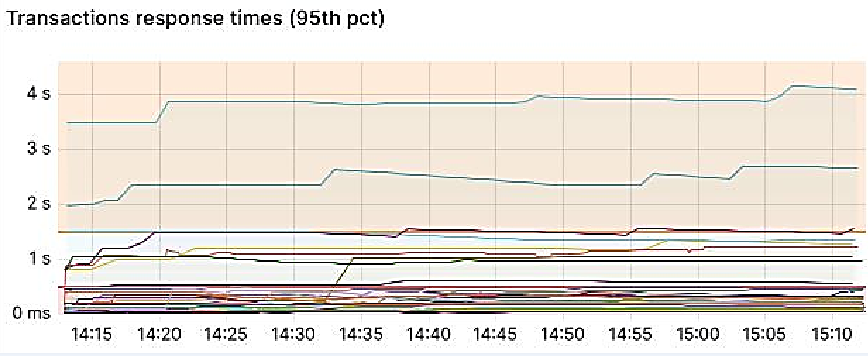 Transactions response times (95th pct)
4 s
3 s
2 s
1 s
0 ms
14:15 14:20 14:25 14:30 14:35 14:40 14:45 14:50 14:55 15:00 15:05 15:10